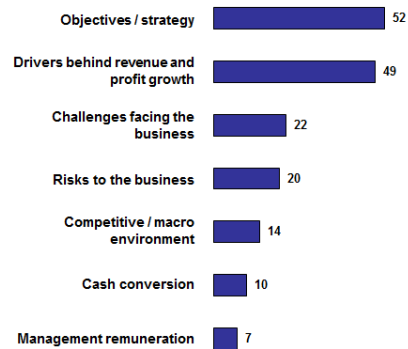 Objectives / strategy 52
Drivers behind revenue and
profit growth 49
Challenges facing the
business 22
Risks to the business 20
Competitive / macro
environment 14
Cash conversion 10
Management remuneration 7